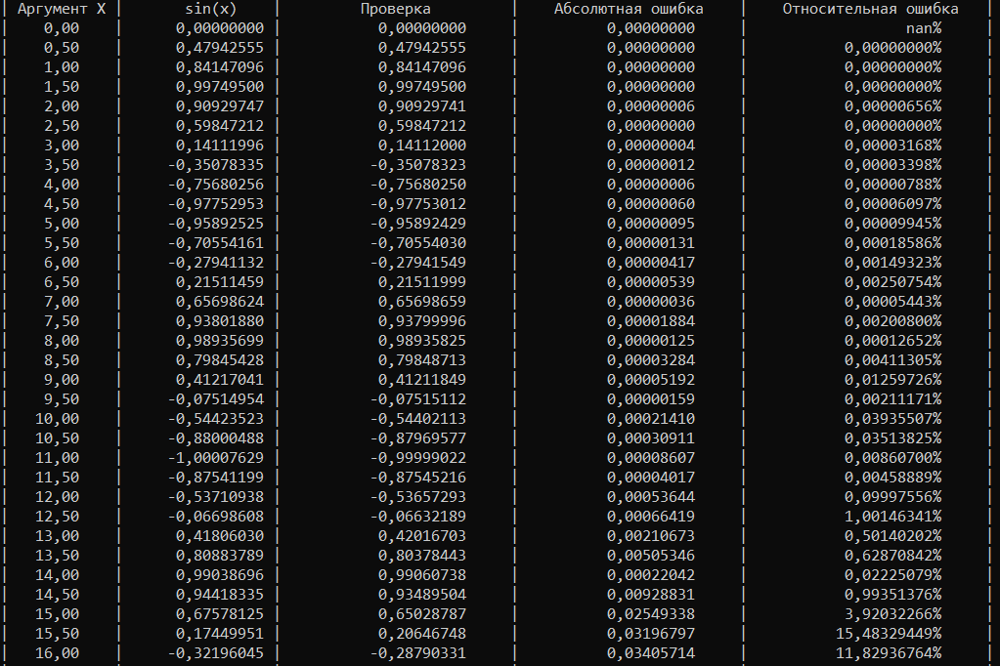 | Аргумент X | sin(x) | Проверка | Абсолютная ошибка | Относительная ошибка |
| 0,00 | 0,00000000 | 0,00000000 | 0,00000000 | nan% |
| 0,50 | 0,47942555 | 0,47942555 | 0,00000000 | 0,00000000% |
| 1,00 | 0,84147096 | 0,84147096 | 0,00000000 | 0,00000000% |
| 1,50 | 0,99749500 | 0,99749500 | 0,00000000 | 0,00000000% |
| 2,00 | 0,90929747 | 0,90929741 | 0,00000006 | 0,00000656% |
| 2,50 | 0,59847212 | 0,59847212 | 0,00000000 | 0,00000000% |
| 3,00 | 0,14111996 | 0,14112000 | 0,00000004 | 0,00003168% |
| 3,50 | -0,35078335 | -0,35078323 | 0,00000012 | 0,00003398% |
| 4,00 | -0,75680256 | -0,75680250 | 0,00000006 | 0,00000788% |
| 4,50 | -0,97752953 | -0,97753012 | 0,00000060 | 0,00006097% |
| 5,00 | -0,95892525 | -0,95892429 | 0,00000095 | 0,00009945% |
| 5,50 | -0,70554161 | -0,70554030 | 0,00000131 | 0,00018586% |
| 6,00 | -0,27941132 | -0,27941549 | 0,00000417 | 0,00149323% |
| 6,50 | 0,21511459 | 0,21511999 | 0,00000539 | 0,00250754% |
| 7,00 | 0,65698624 | 0,65698659 | 0,00000036 | 0,00005443% |
| 7,50 | 0,93801880 | 0,93799996 | 0,00001884 | 0,00200800% |
| 8,00 | 0,98935699 | 0,98935825 | 0,00000125 | 0,00012652% |
| 8,50 | 0,79845428 | 0,79848713 | 0,00003284 | 0,00411305% |
| 9,00 | 0,41217041 | 0,41211849 | 0,00005192 | 0,01259726% |
| 9,50 | -0,07514954 | -0,07515112 | 0,00000159 | 0,00211171% |
| 10,00 | -0,54423523 | -0,54402113 | 0,00021410 | 0,03935507% |
| 10,50 | -0,88000488 | -0,87969577 | 0,00030911 | 0,03513825% |
| 11,00 | -1,00007629 | -0,99999022 | 0,00008607 | 0,00860700% |
| 11,50 | -0,87541199 | -0,87545216 | 0,00004017 | 0,00458889% |
| 12,00 | -0,53710938 | -0,53657293 | 0,00053644 | 0,09997556% |
| 12,50 | -0,06698608 | -0,06632189 | 0,00066419 | 1,00146341% |
| 13,00 | 0,41806030 | 0,42016703 | 0,00210673 | 0,50140202% |
| 13,50 | 0,80883789 | 0,80378443 | 0,00505346 | 0,62870842% |
| 14,00 | 0,99038696 | 0,99060738 | 0,00022042 | 0,02225079% |
| 14,50 | 0,94418335 | 0,93489504 | 0,00928831 | 0,99351376% |
| 15,00 | 0,67578125 | 0,65028787 | 0,02549338 | 3,92032266% |
| 15,50 | 0,17449951 | 0,20646748 | 0,03196797 | 15,48329449% |
| 16,00 | -0,32196045 | -0,28790331 | 0,03405714 | 11,82936764% |